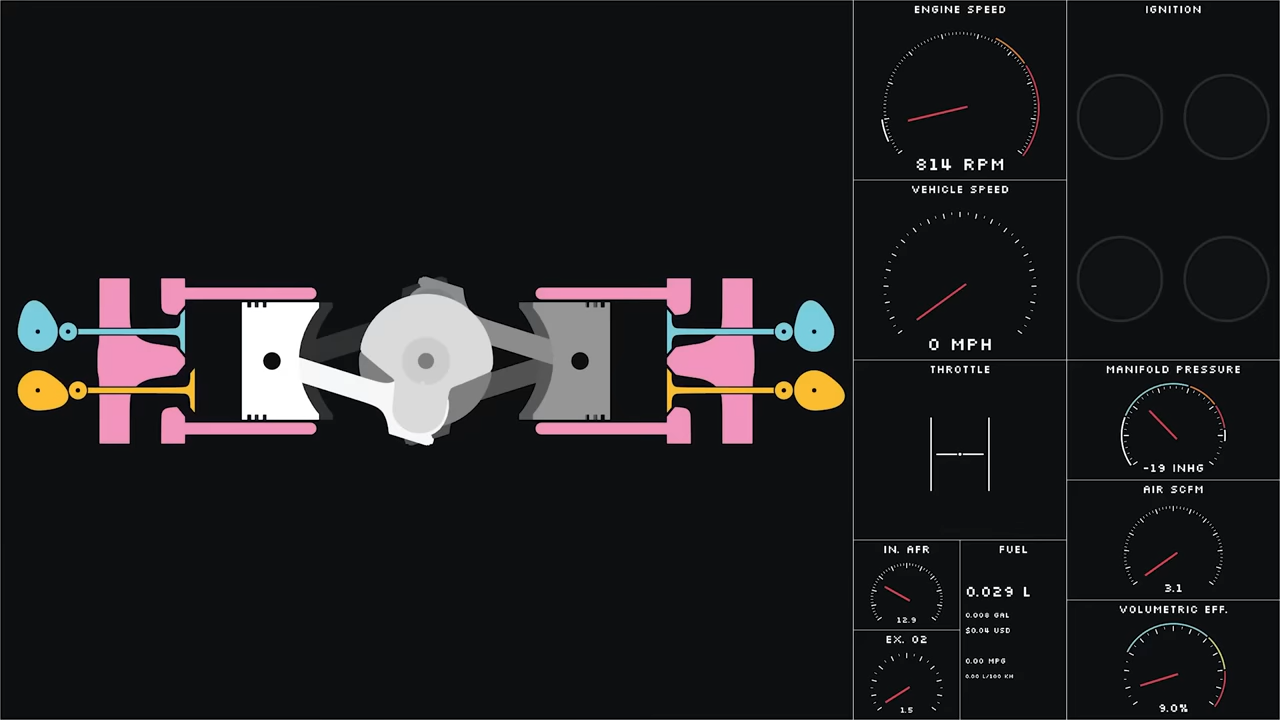 ENGINE SPEED
814 RPM
IGNITION
VEHICLE SPEED
0 MPH
THROTTLE
MANIFOLD PRESSURE
-19 INHG
AIR SCFM
3.1
IN. AFR
12.9
FUEL
0.029 L
0.008 GAL
$0.04 USD
0.00 MPG
0.00 L/100 KM
EX. O2
1.5
VOLUMETRIC EFF.
9.0%